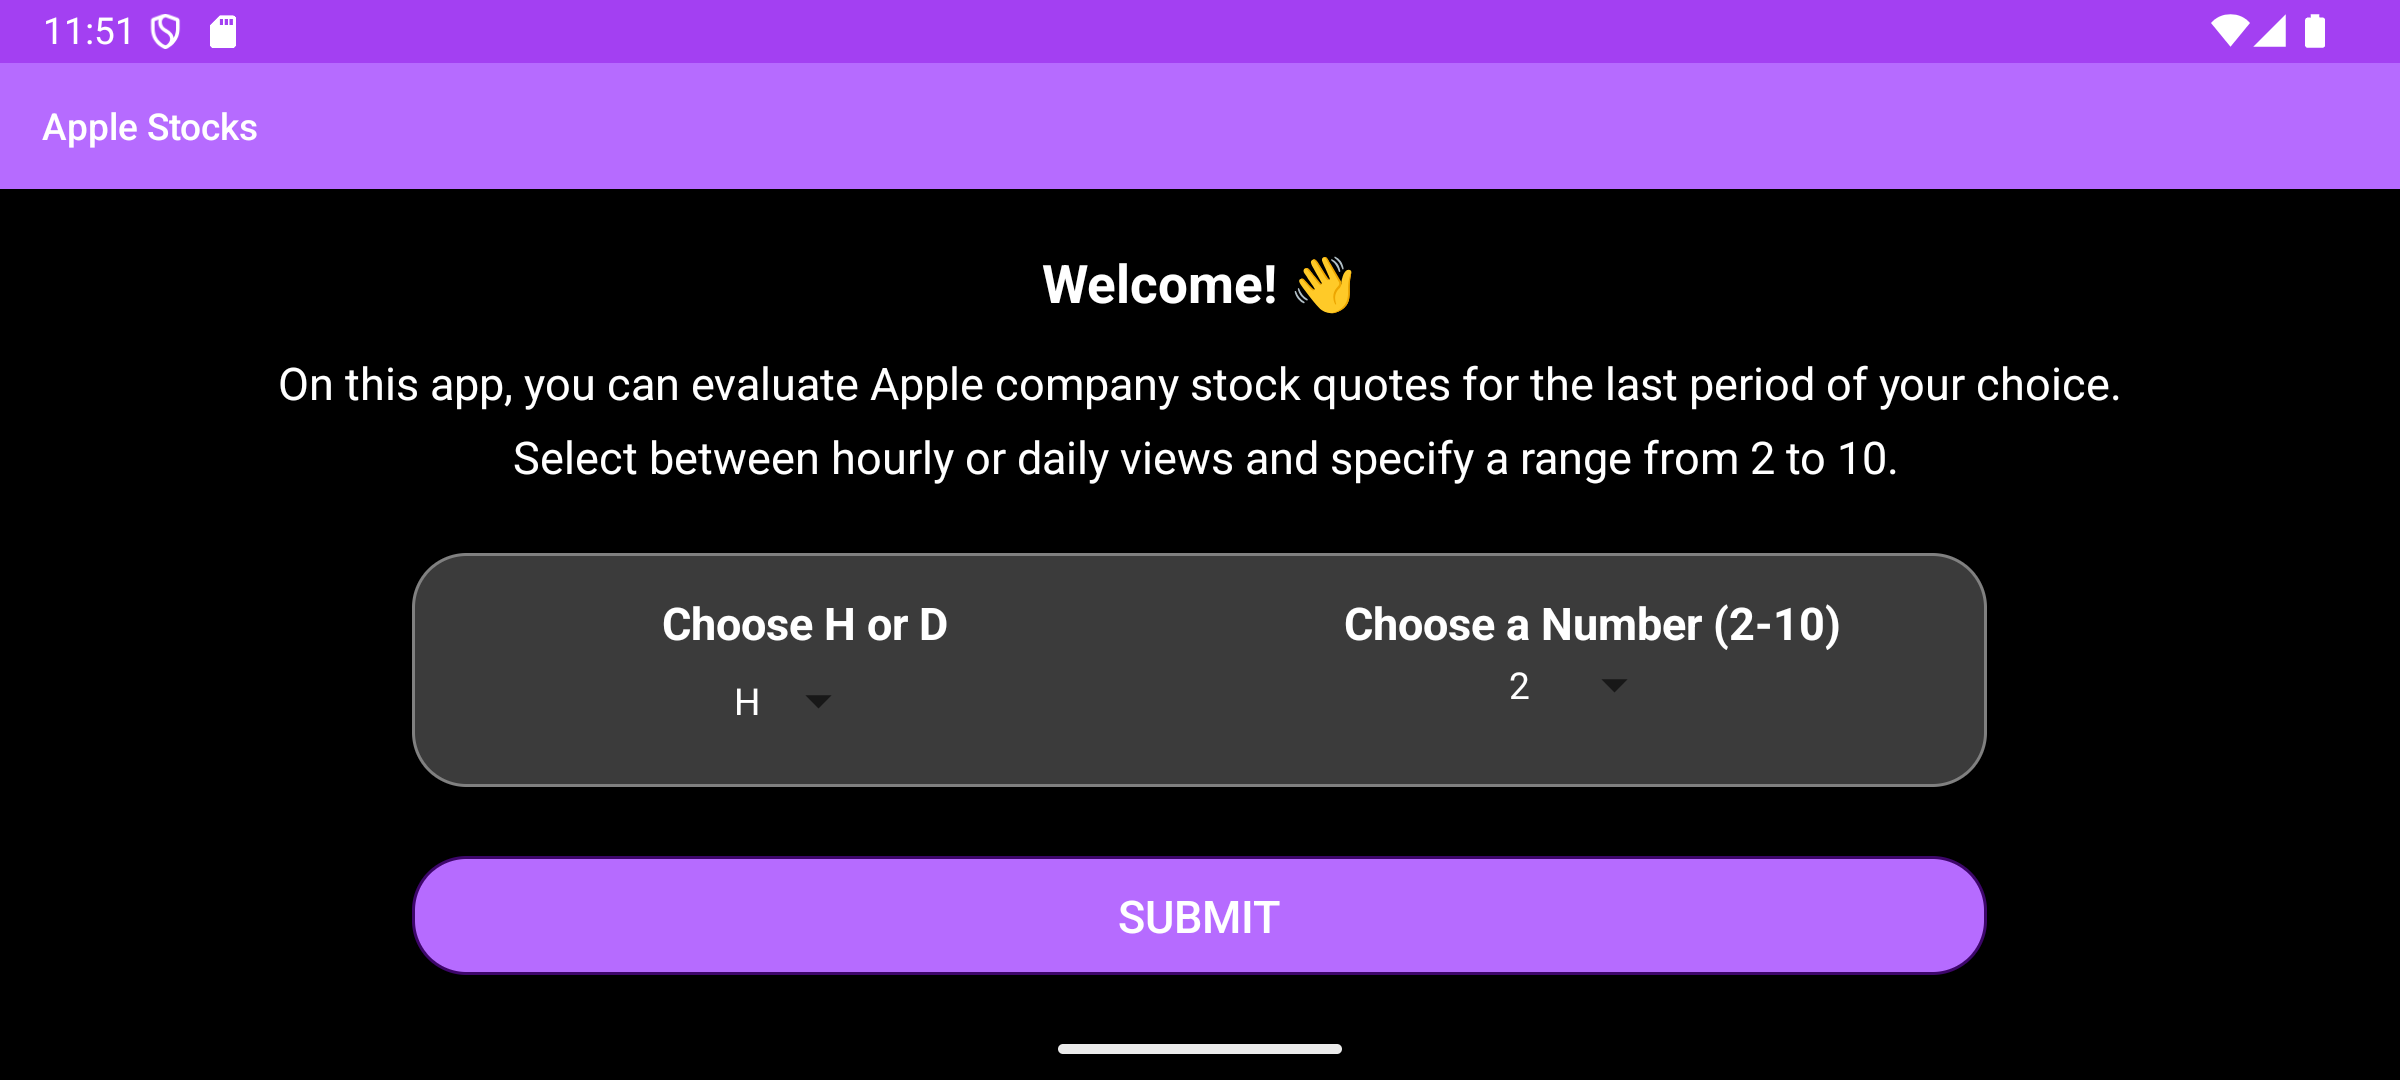 11:51
Apple Stocks
Welcome! 👋
On this app, you can evaluate Apple company stock quotes for the last period of your choice.
Select between hourly or daily views and specify a range from 2 to 10.
Choose H or D
Choose a Number (2-10)
H
2
SUBMIT